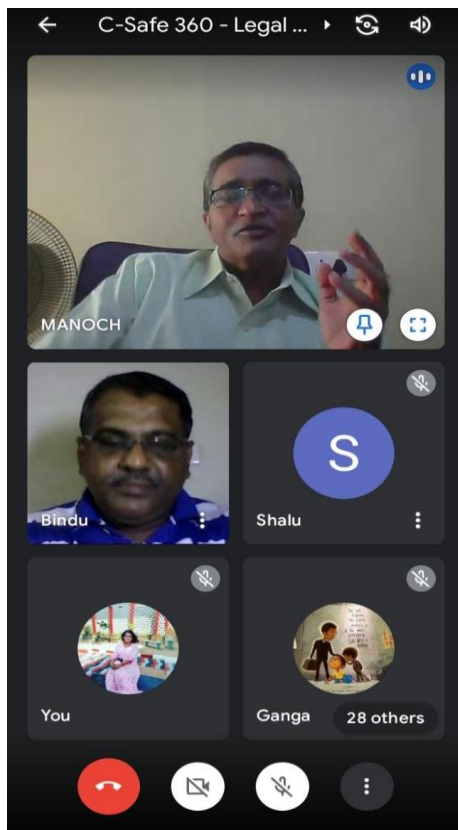 C-Safe 360 - Legal ...
MANOCH
Bindu
S
Shalu
You
Ganga
28 others